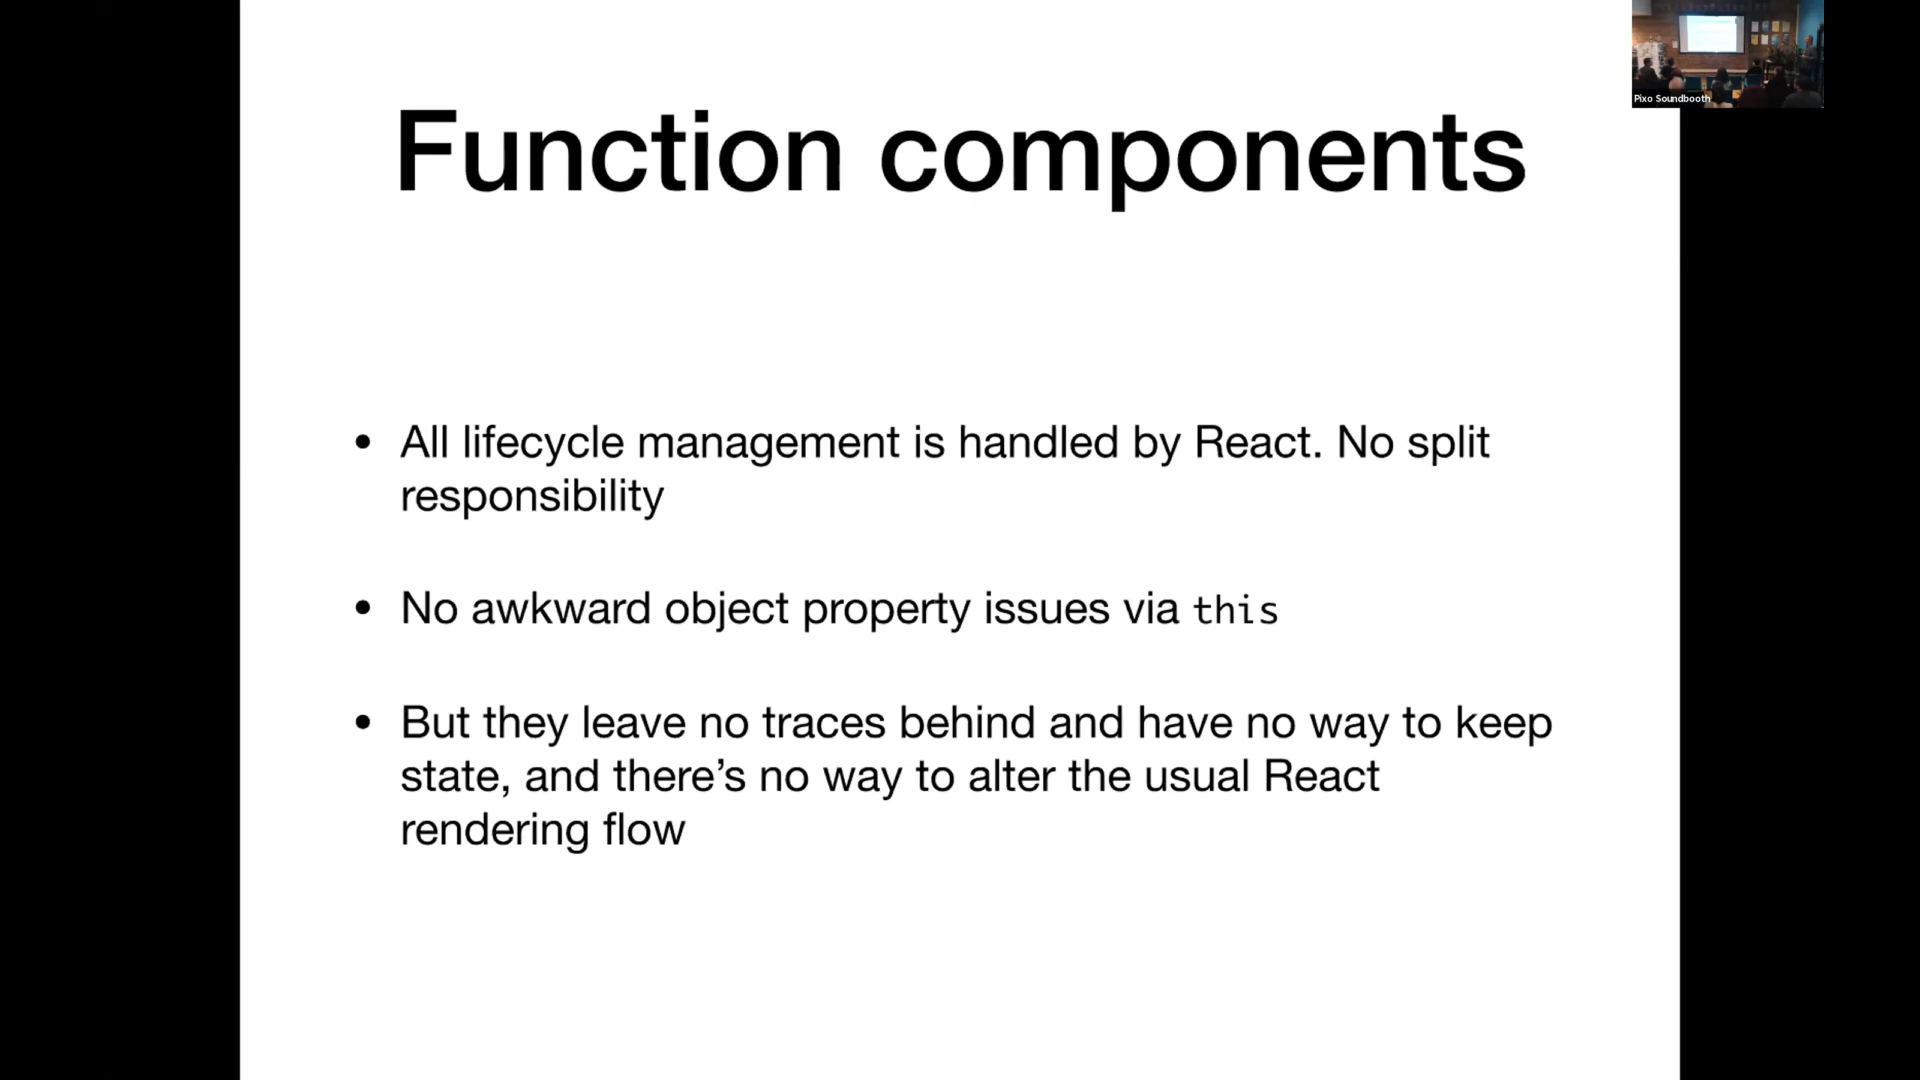 Pixo Soundbooth
Function components
• All lifecycle management is handled by React. No split
responsibility
• No awkward object property issues via this
• But they leave no traces behind and have no way to keep
state, and there’s no way to alter the usual React
rendering flow